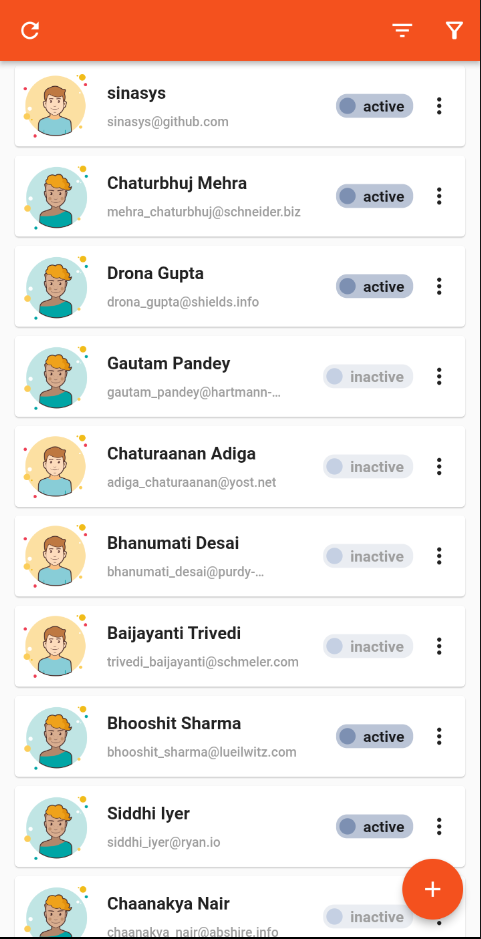 sinasys
sinasys@github.com
active
Chaturbhuj Mehra
mehra_chaturbhuj@schneider.biz
active
Drona Gupta
drona_gupta@shields.info
active
Gautam Pandey
gautam_pandey@hartmann-...
inactive
Chaturaanan Adiga
adiga_chaturaanan@yost.net
inactive
Bhanumati Desai
bhanumati_desai@purdy-...
inactive
Baijayanti Trivedi
trivedi_baijayanti@schmeler.com
inactive
Bhooshit Sharma
bhooshit_sharma@lueilwitz.com
active
Siddhi Iyer
siddhi_iyer@ryan.io
active
Chaanakya Nair
chaanakya_nair@abshire.info
inactive